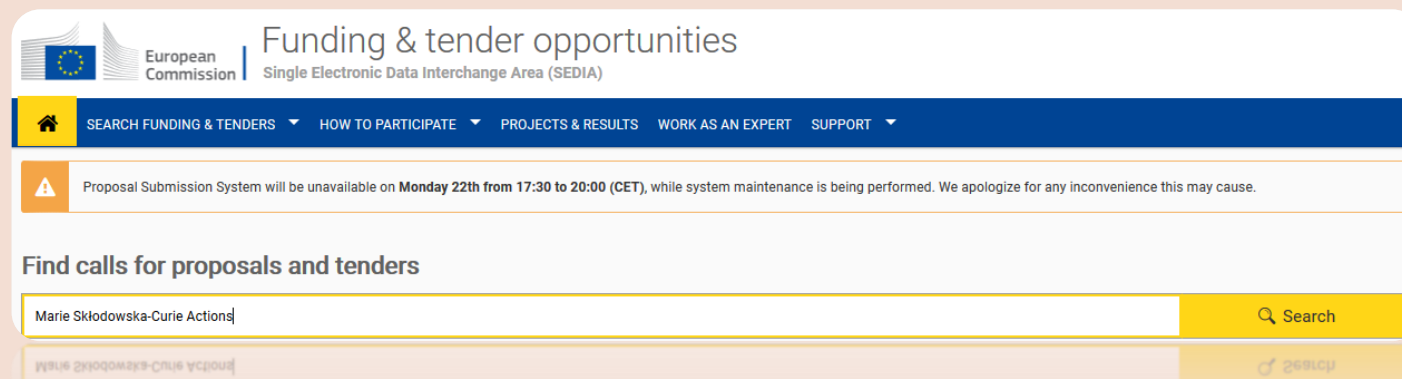 European
Commission
Funding & tender opportunities
Single Electronic Data Interchange Area (SEDIA)
SEARCH FUNDING & TENDERS HOW TO PARTICIPATE PROJECTS & RESULTS WORK AS AN EXPERT SUPPORT
Proposal Submission System will be unavailable on Monday 22th from 17:30 to 20:00 (CET), while system maintenance is being performed. We apologize for any inconvenience this may cause.
Find calls for proposals and tenders
Marie Skłodowska-Curie Actions Search